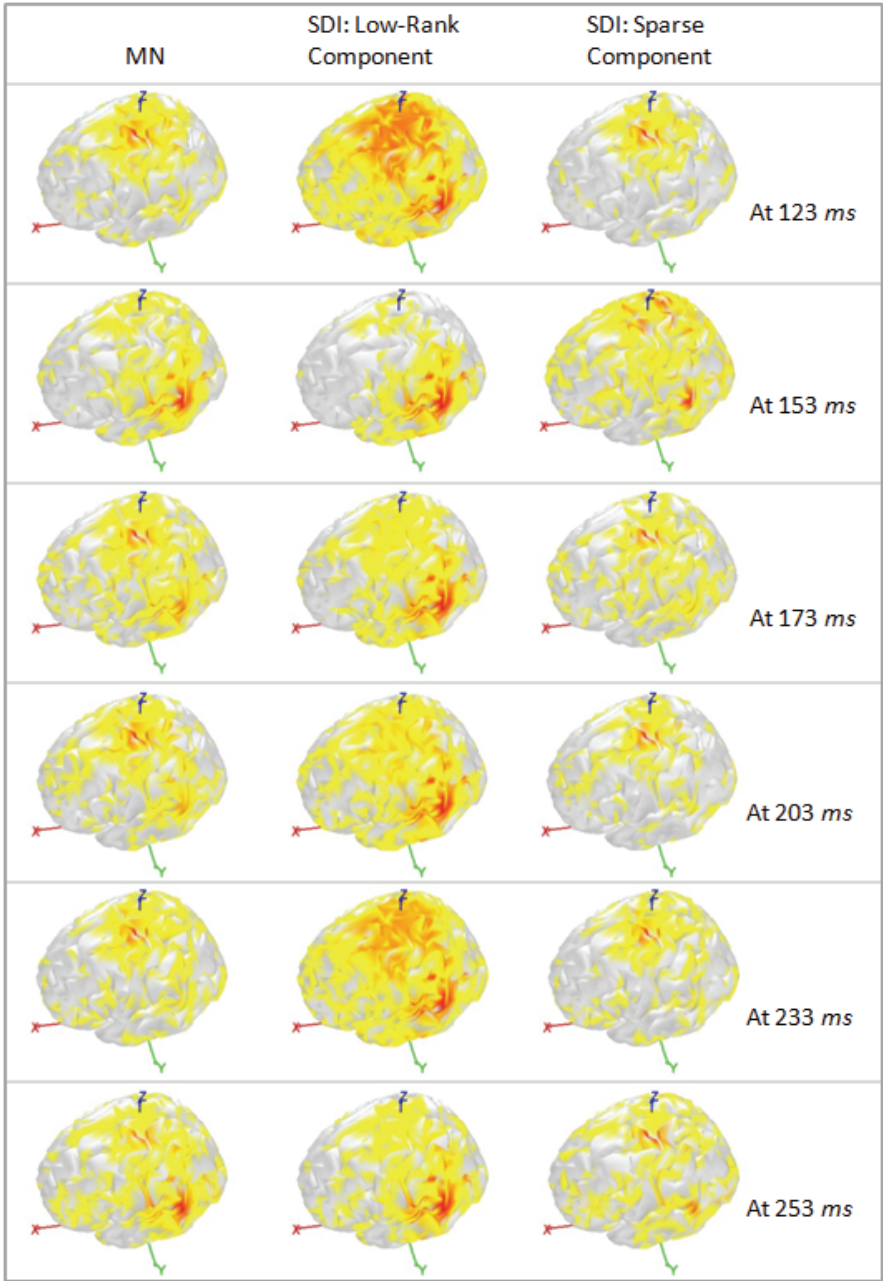 MN
SDI: Low-Rank
Component
SDI: Sparse
Component
Z
X
Y
Z
X
Y
Z
X
Y
At 123 ms
Z
X
Y
Z
X
Y
Z
X
Y
At 153 ms
Z
X
Y
Z
X
Y
Z
X
Y
At 173 ms
Z
X
Y
Z
X
Y
Z
X
Y
At 203 ms
Z
X
Y
Z
X
Y
Z
X
Y
At 233 ms
Z
X
Y
Z
X
Y
Z
X
Y
At 253 ms